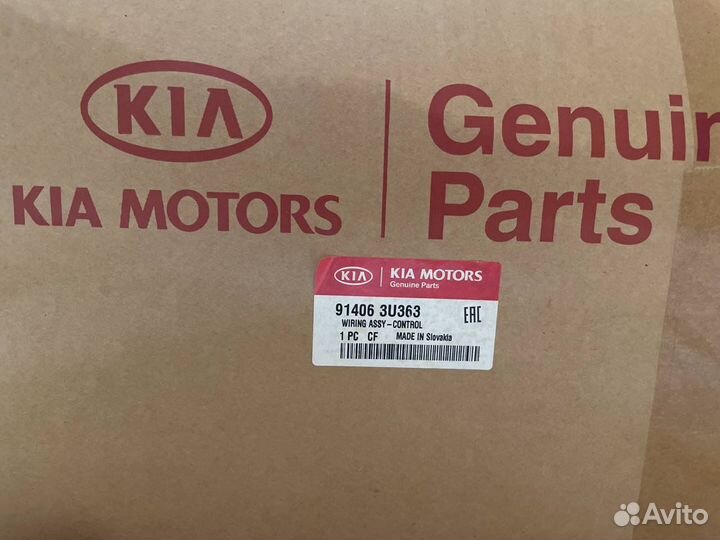 KIA
KIA MOTORS
Genuin
Parts
KIA
KIA MOTORS
Genuine Parts
91406 3U363
EAC
WIRING ASSY-CONTROL
1 PC CF MADE IN Slovakia
Avito